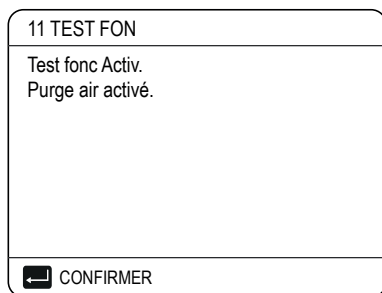 11 TEST FON
Test fonc Activ.
Purge air activé.
CONFIRMER